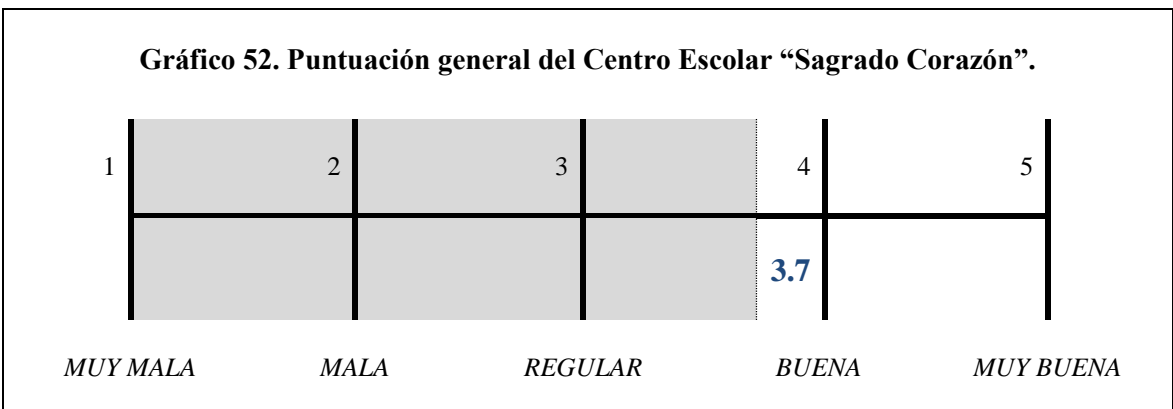 Gráfico 52. Puntuación general del Centro Escolar “Sagrado Corazón”.
1 2 3 4 5
3.7
MUY MALA MALA REGULAR BUENA MUY BUENA